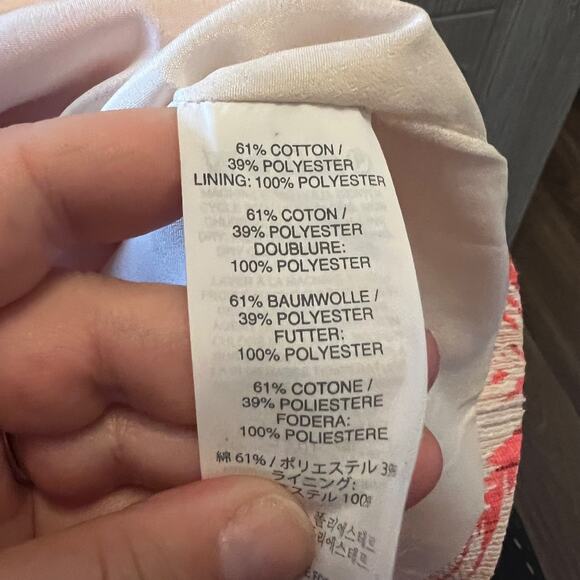 61% COTTON /
39% POLYESTER
LINING: 100% POLYESTER
61% COTON /
39% POLYESTER
DOUBLURE:
100% POLYESTER
61% BAUMWOLLE /
39% POLYESTER
FUTTER:
100% POLYESTER
61% COTONE /
39% POLIESTERE
FODERA:
100% POLIESTERE
綿 61% / ポリエステル
ライニング:
ステル 100%